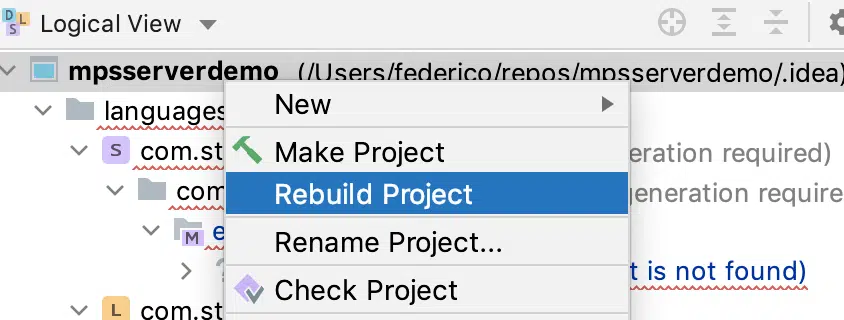 Logical View
mpsserverdemo (/Users/federico/repos/mpsserverdemo/.idea)
languages
New
com.st
Make Project
eration required)
com
Rebuild Project
generation require
e
Rename Project...
t is not found)
Check Project
com.st